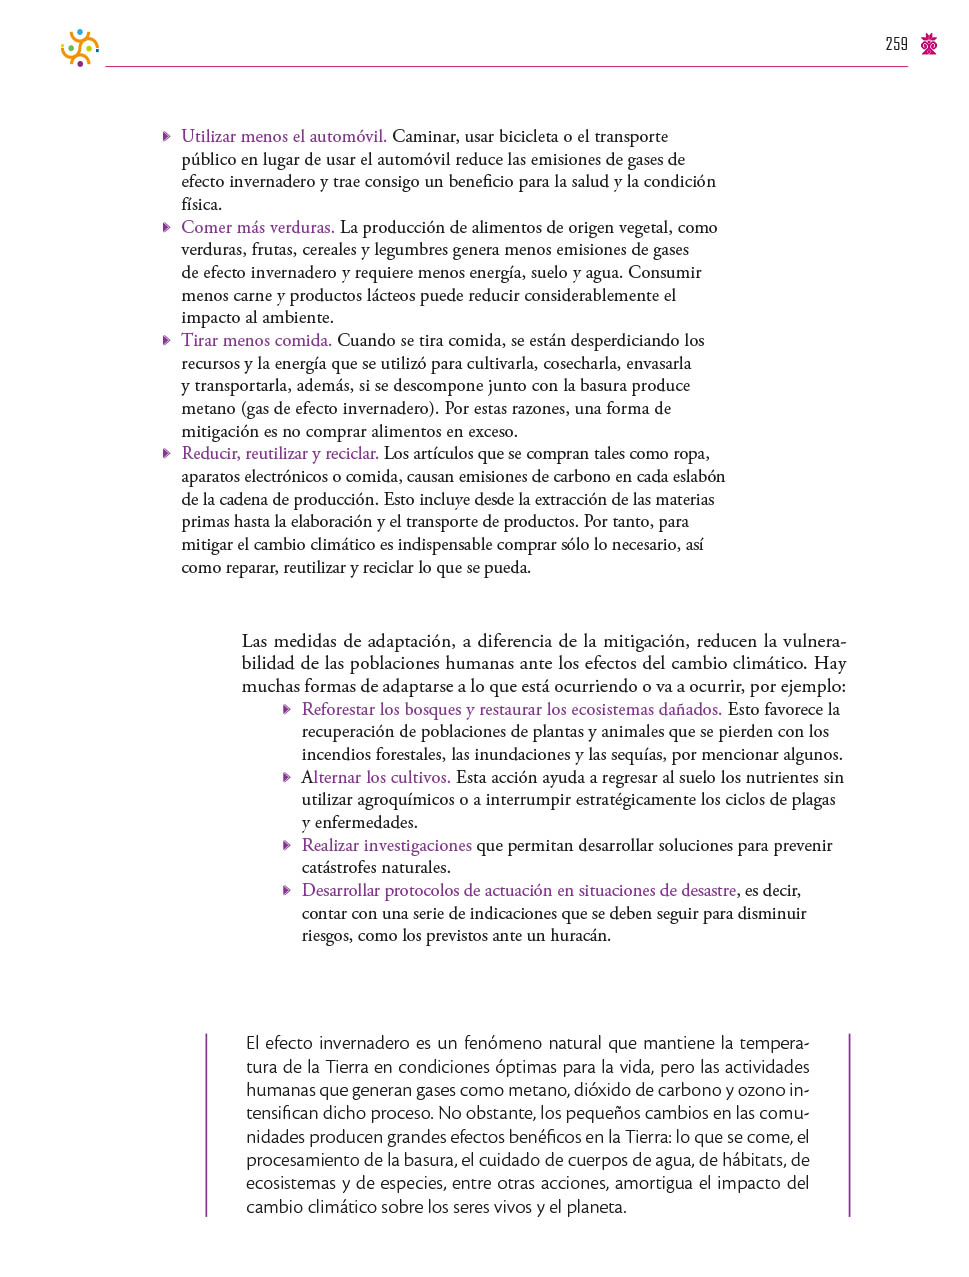 259
Utilizar menos el automóvil. Caminar, usar bicicleta o el transporte
público en lugar de usar el automóvil reduce las emisiones de gases de
efecto invernadero y trae consigo un beneficio para la salud y la condición
física.
Comer más verduras. La producción de alimentos de origen vegetal, como
verduras, frutas, cereales y legumbres genera menos emisiones de gases
de efecto invernadero y requiere menos energía, suelo y agua. Consumir
menos carne y productos lácteos puede reducir considerablemente el
impacto al ambiente.
Tirar menos comida. Cuando se tira comida, se están desperdiciando los
recursos y la energía que se utilizó para cultivarla, cosecharla, envasarla
y transportarla, además, si se descompone junto con la basura produce
metano (gas de efecto invernadero). Por estas razones, una forma de
mitigación es no comprar alimentos en exceso.
Reducir, reutilizar y reciclar. Los artículos que se compran tales como ropa,
aparatos electrónicos o comida, causan emisiones de carbono en cada eslabón
de la cadena de producción. Esto incluye desde la extracción de las materias
primas hasta la elaboración y el transporte de productos. Por tanto, para
mitigar el cambio climático es indispensable comprar sólo lo necesario, así
como reparar, reutilizar y reciclar lo que se pueda.
Las medidas de adaptación, a diferencia de la mitigación, reducen la vulnera-
bilidad de las poblaciones humanas ante los efectos del cambio climático. Hay
muchas formas de adaptarse a lo que está ocurriendo o va a ocurrir, por ejemplo:
Reforestar los bosques y restaurar los ecosistemas dañados. Esto favorece la
recuperación de poblaciones de plantas y animales que se pierden con los
incendios forestales, las inundaciones y las sequías, por mencionar algunos.
Alternar los cultivos. Esta acción ayuda a regresar al suelo los nutrientes sin
utilizar agroquímicos o a interrumpir estratégicamente los ciclos de plagas
y enfermedades.
Realizar investigaciones que permitan desarrollar soluciones para prevenir
catástrofes naturales.
Desarrollar protocolos de actuación en situaciones de desastre, es decir,
contar con una serie de indicaciones que se deben seguir para disminuir
riesgos, como los previstos ante un huracán.
El efecto invernadero es un fenómeno natural que mantiene la tempera-
tura de la Tierra en condiciones óptimas para la vida, pero las actividades
humanas que generan gases como metano, dióxido de carbono y ozono in-
tensifican dicho proceso. No obstante, los pequeños cambios en las comu-
nidades producen grandes efectos benéficos en la Tierra: lo que se come, el
procesamiento de la basura, el cuidado de cuerpos de agua, de hábitats, de
ecosistemas y de especies, entre otras acciones, amortigua el impacto del
cambio climático sobre los seres vivos y el planeta.